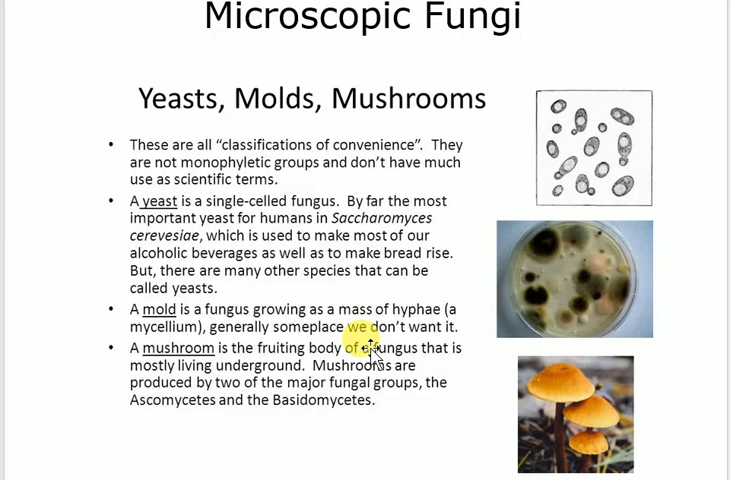 Microscopic Fungi
Yeasts, Molds, Mushrooms
• These are all “classifications of convenience”. They
are not monophyletic groups and don’t have much
use as scientific terms.
• A yeast is a single-celled fungus. By far the most
important yeast for humans in Saccharomyces
cerevesiae, which is used to make most of our
alcoholic beverages as well as to make bread rise.
But, there are many other species that can be
called yeasts.
• A mold is a fungus growing as a mass of hyphae (a
mycellium), generally someplace we don’t want it.
• A mushroom is the fruiting body of a fungus that is
mostly living underground. Mushrooms are
produced by two of the major fungal groups, the
Ascomycetes and the Basidomycetes.